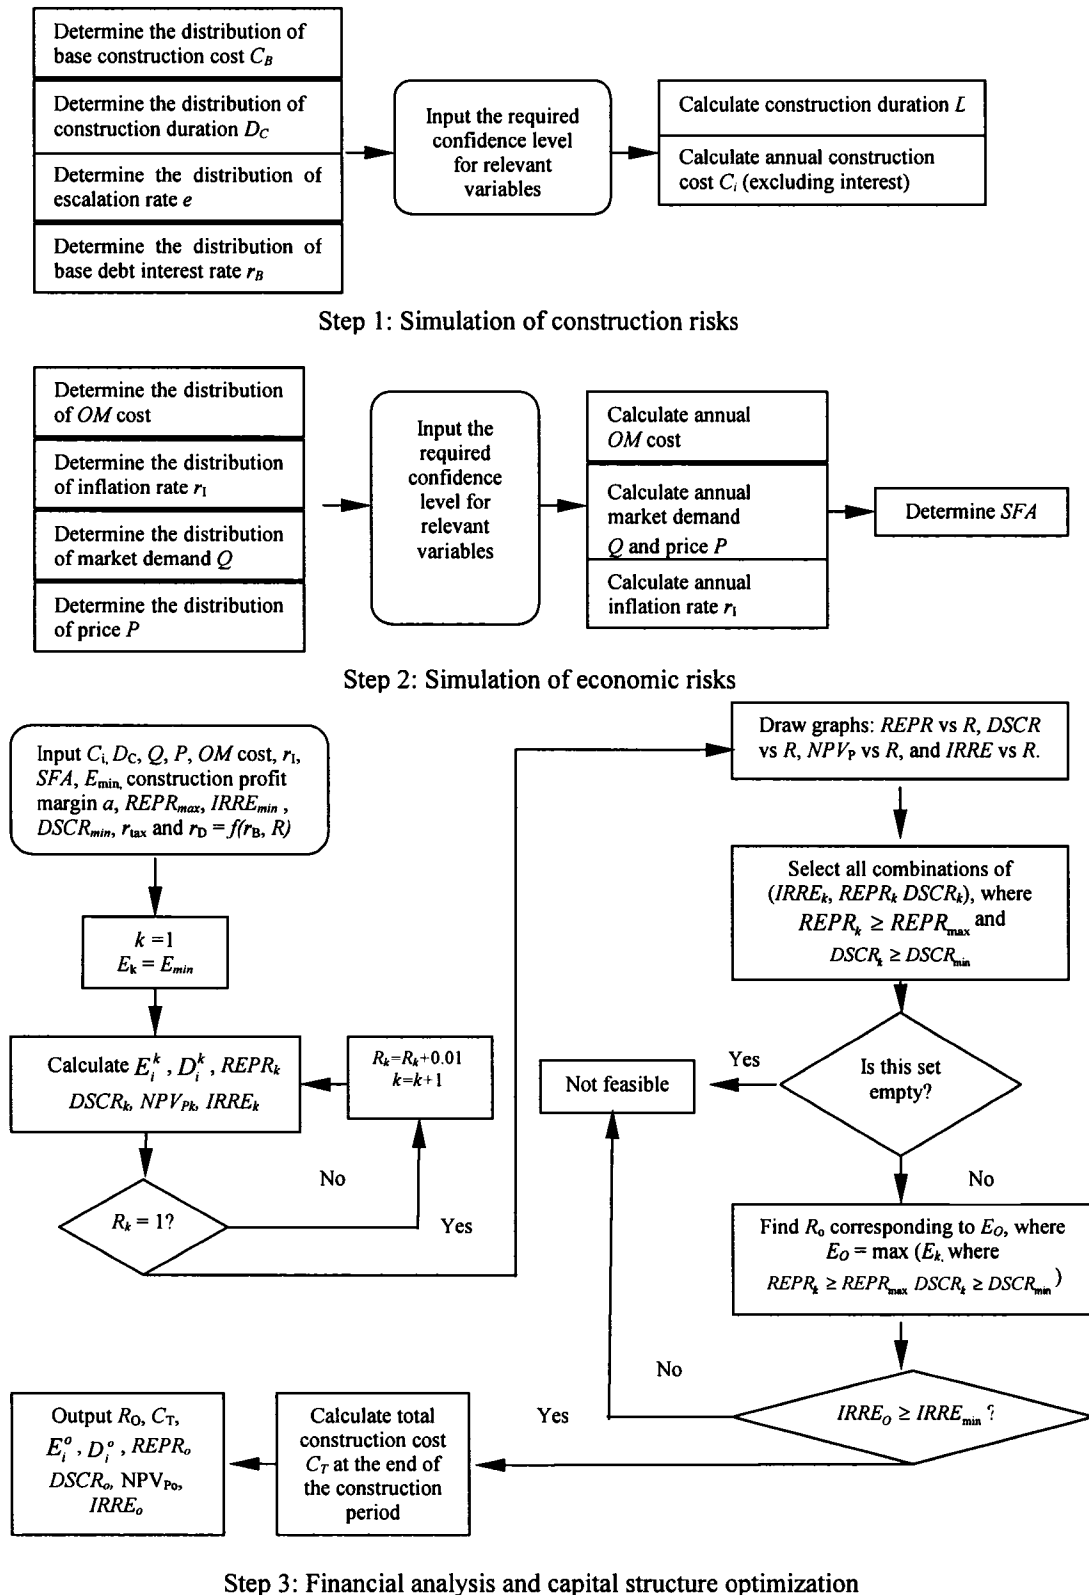 Determine the distribution of
base construction cost C_B
Determine the distribution of
construction duration D_C
Determine the distribution of
escalation rate e
Determine the distribution of
base debt interest rate r_B
Input the required
confidence level
for relevant
variables
Calculate construction duration D
Calculate annual construction
cost C_i (excluding interest)
Step 1: Simulation of construction risks
Determine the distribution
of OM cost
Determine the distribution
of inflation rate r_I
Determine the distribution
of market demand Q
Determine the distribution
of price P
Input the
required
confidence
level for
relevant
variables
Calculate annual
OM cost
Calculate annual
market demand
Q and price P
Calculate annual
inflation rate r_I
Determine SFA
Step 2: Simulation of economic risks
Input C_i, D_C, Q, P, OM cost, r_I,
SFA, E_min, construction profit
margin a, REPR_max, IRRE_min ,
DSCR_min, r_tax and r_D = f(r_B, R)
k =1
E_k = E_min
Calculate E_i^k , D_i^k , REPR_k
DSCR_k, NPV_Pk, IRRE_k
R_k=R_k+0.01
k=k+1
R_k = 1?
No
Yes
Draw graphs: REPR vs R, DSCR
vs R, NPV_P vs R, and IRRE vs R.
Select all combinations of
(IRRE_k, REPR_k DSCR_k), where
REPR_k ≥ REPR_max and
DSCR_k ≥ DSCR_min
Is this set
empty?
Yes
Not feasible
No
Find R_o corresponding to E_O, where
E_O = max (E_k, where
REPR_k ≥ REPR_max DSCR_k ≥ DSCR_min )
IRRE_O ≥ IRRE_min ?
No
Yes
Calculate total
construction cost
C_T at the end of
the construction
period
Output R_O, C_T,
E_i^o , D_i^o , REPR_o
DSCR_o, NPV_Po,
IRRE_o
Step 3: Financial analysis and capital structure optimization